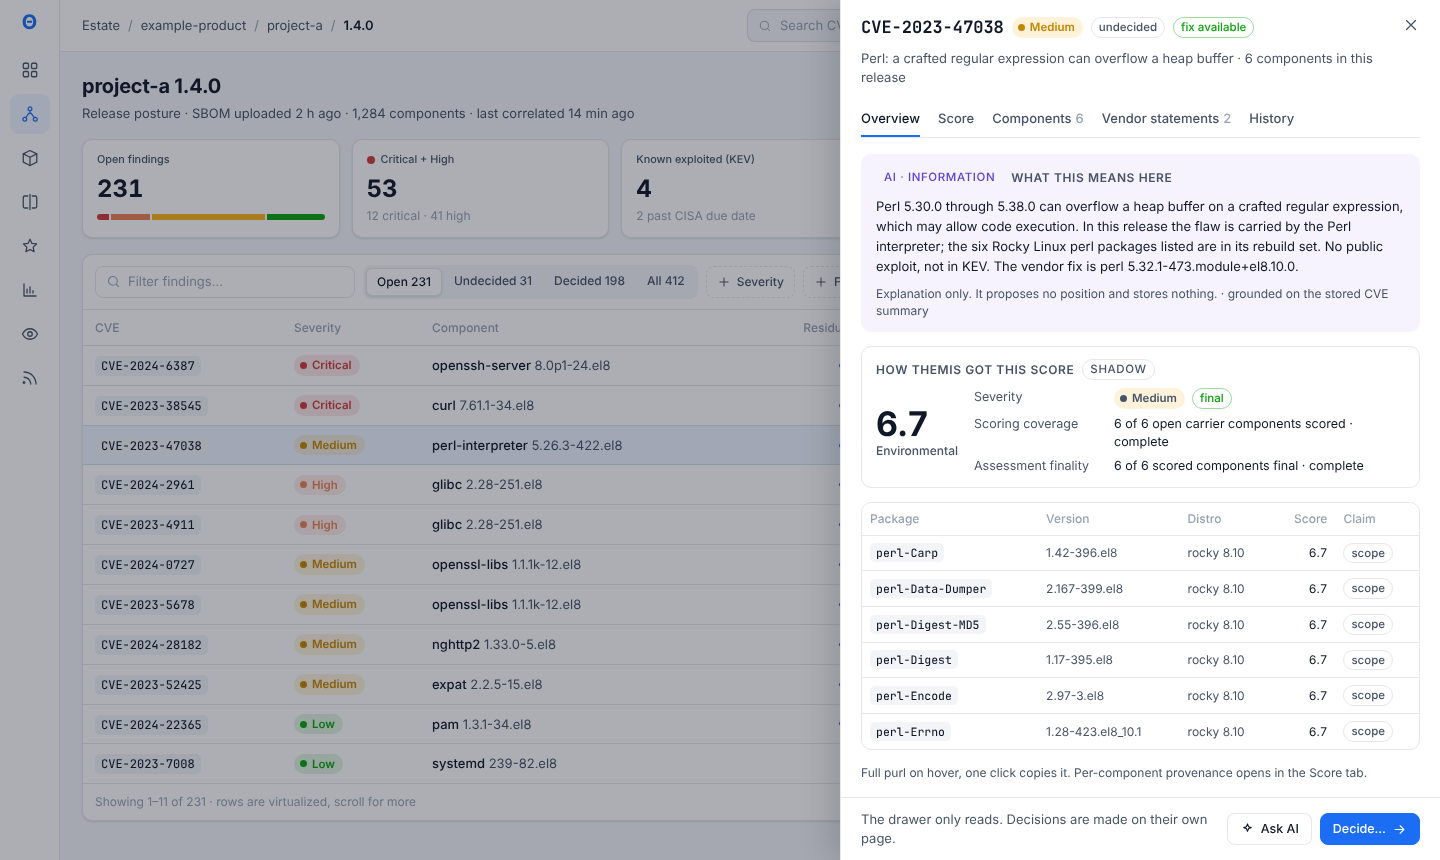 Estate / example-product / project-a / 1.4.0
Search CV
project-a 1.4.0
Release posture · SBOM uploaded 2 h ago · 1,284 components · last correlated 14 min ago
Open findings
231
Critical + High
53
12 critical · 41 high
Known exploited (KEV)
4
2 past CISA due date
Filter findings...
Open 231
Undecided 31
Decided 198
All 412
+ Severity
+ F
CVE Severity Component Residu
CVE-2024-6387 Critical openssh-server 8.0p1-24.el8
CVE-2023-38545 Critical curl 7.61.1-34.el8
CVE-2023-47038 Medium perl-interpreter 5.26.3-422.el8
CVE-2024-2961 High glibc 2.28-251.el8
CVE-2023-4911 High glibc 2.28-251.el8
CVE-2024-0727 Medium openssl-libs 1.1.1k-12.el8
CVE-2023-5678 Medium openssl-libs 1.1.1k-12.el8
CVE-2024-28182 Medium nghttp2 1.33.0-5.el8
CVE-2023-52425 Medium expat 2.2.5-15.el8
CVE-2024-22365 Low pam 1.3.1-34.el8
CVE-2023-7008 Low systemd 239-82.el8
Showing 1–11 of 231 · rows are virtualized, scroll for more
CVE-2023-47038 Medium undecided fix available
Perl: a crafted regular expression can overflow a heap buffer · 6 components in this
release
Overview Score Components 6 Vendor statements 2 History
AI · INFORMATION WHAT THIS MEANS HERE
Perl 5.30.0 through 5.38.0 can overflow a heap buffer on a crafted regular expression,
which may allow code execution. In this release the flaw is carried by the Perl
interpreter; the six Rocky Linux perl packages listed are in its rebuild set. No public
exploit, not in KEV. The vendor fix is perl 5.32.1-473.module+el8.10.0.
Explanation only. It proposes no position and stores nothing. · grounded on the stored CVE
summary
HOW THEMIS GOT THIS SCORE SHADOW
6.7
Environmental
Severity Medium final
Scoring coverage 6 of 6 open carrier components scored ·
complete
Assessment finality 6 of 6 scored components final · complete
Package Version Distro Score Claim
perl-Carp 1.42-396.el8 rocky 8.10 6.7 scope
perl-Data-Dumper 2.167-399.el8 rocky 8.10 6.7 scope
perl-Digest-MD5 2.55-396.el8 rocky 8.10 6.7 scope
perl-Digest 1.17-395.el8 rocky 8.10 6.7 scope
perl-Encode 2.97-3.el8 rocky 8.10 6.7 scope
perl-Errno 1.28-423.el8_10.1 rocky 8.10 6.7 scope
Full purl on hover, one click copies it. Per-component provenance opens in the Score tab.
The drawer only reads. Decisions are made on their own
page.
Ask AI
Decide... →